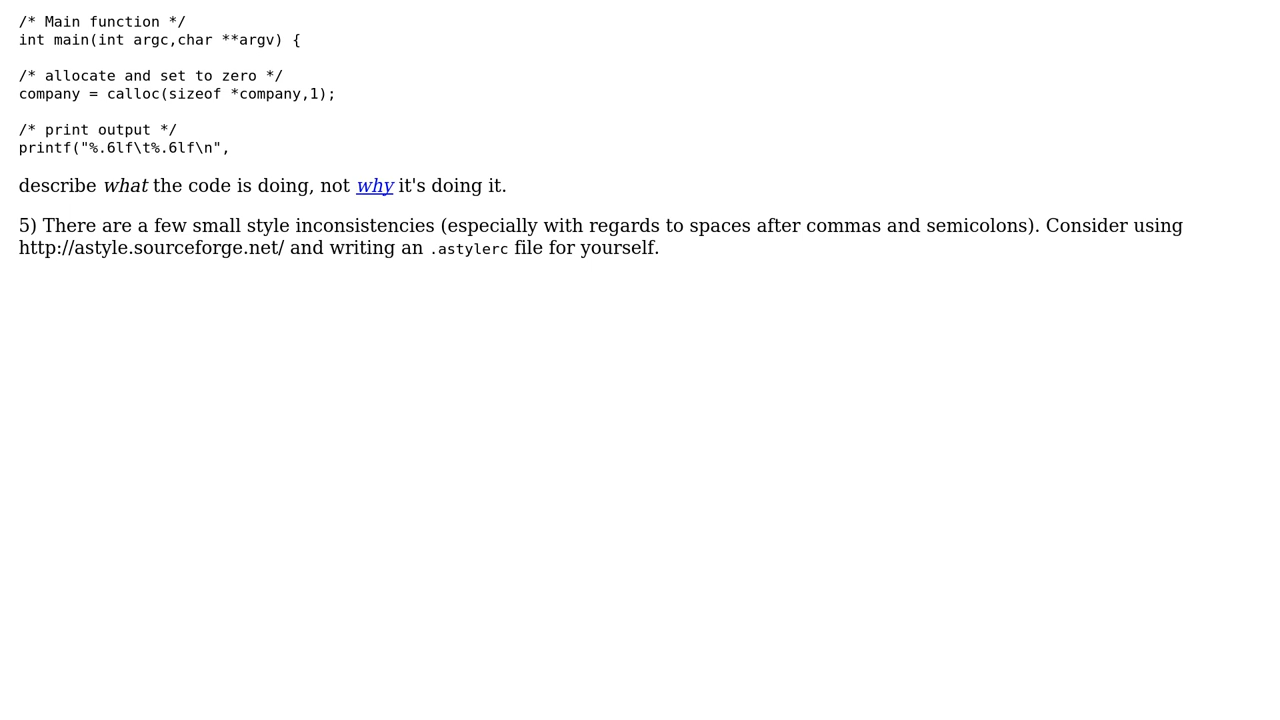 /* Main function */
int main(int argc,char **argv) {
/* allocate and set to zero */
company = calloc(sizeof *company,1);
/* print output */
printf("%.6lf\t%.6lf\n",
describe what the code is doing, not why it's doing it.
5) There are a few small style inconsistencies (especially with regards to spaces after commas and semicolons). Consider using
http://astyle.sourceforge.net/ and writing an .astylerc file for yourself.